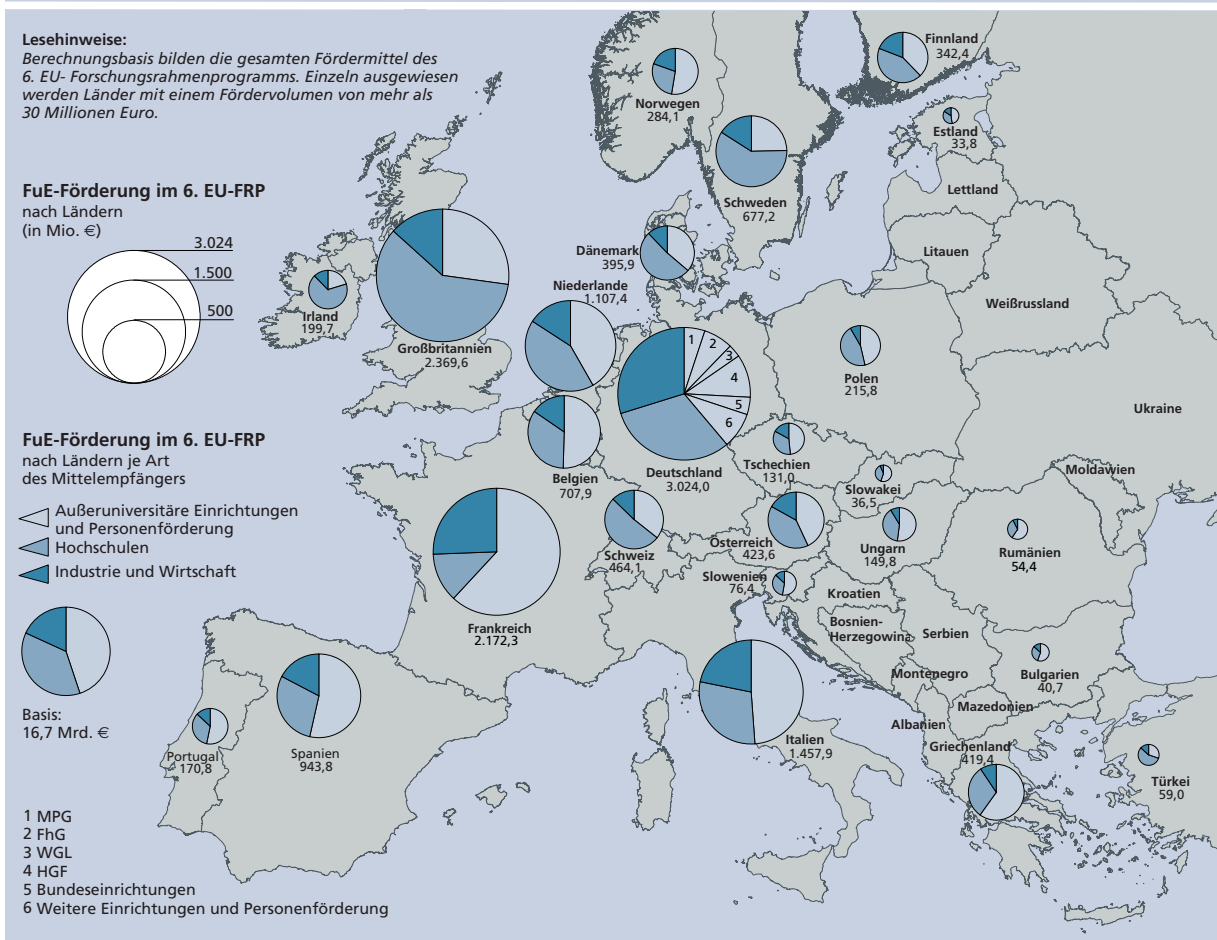 Lesehinweise:
Berechnungsbasis bilden die gesamten Fördermittel des
6. EU- Forschungsrahmenprogramms. Einzeln ausgewiesen
werden Länder mit einem Fördervolumen von mehr als
30 Millionen Euro.
FuE-Förderung im 6. EU-FRP
nach Ländern
(in Mio. €)
3.024
1.500
500
FuE-Förderung im 6. EU-FRP
nach Ländern je Art
des Mittelempfängers
Außeruniversitäre Einrichtungen
und Personenförderung
Hochschulen
Industrie und Wirtschaft
Basis:
16,7 Mrd. €
1 MPG
2 FhG
3 WGL
4 HGF
5 Bundeseinrichtungen
6 Weitere Einrichtungen und Personenförderung
Finnland
342,4
Norwegen
284,1
Estland
33,8
Schweden
677,2
Lettland
Litauen
Weißrussland
Dänemark
395,9
Irland
199,7
Großbritannien
2.369,6
Niederlande
1.107,4
1
2
3
4
5
6
Deutschland
3.024,0
Polen
215,8
Ukraine
Belgien
707,9
Tschechien
131,0
Slowakei
36,5
Moldawien
Schweiz
464,1
Österreich
423,6
Ungarn
149,8
Rumänien
54,4
Slowenien
76,4
Kroatien
Bosnien-
Herzegowina
Serbien
Frankreich
2.172,3
Montenegro
Bulgarien
40,7
Mazedonien
Albanien
Portugal
170,8
Spanien
943,8
Italien
1.457,9
Griechenland
419,4
Türkei
59,0